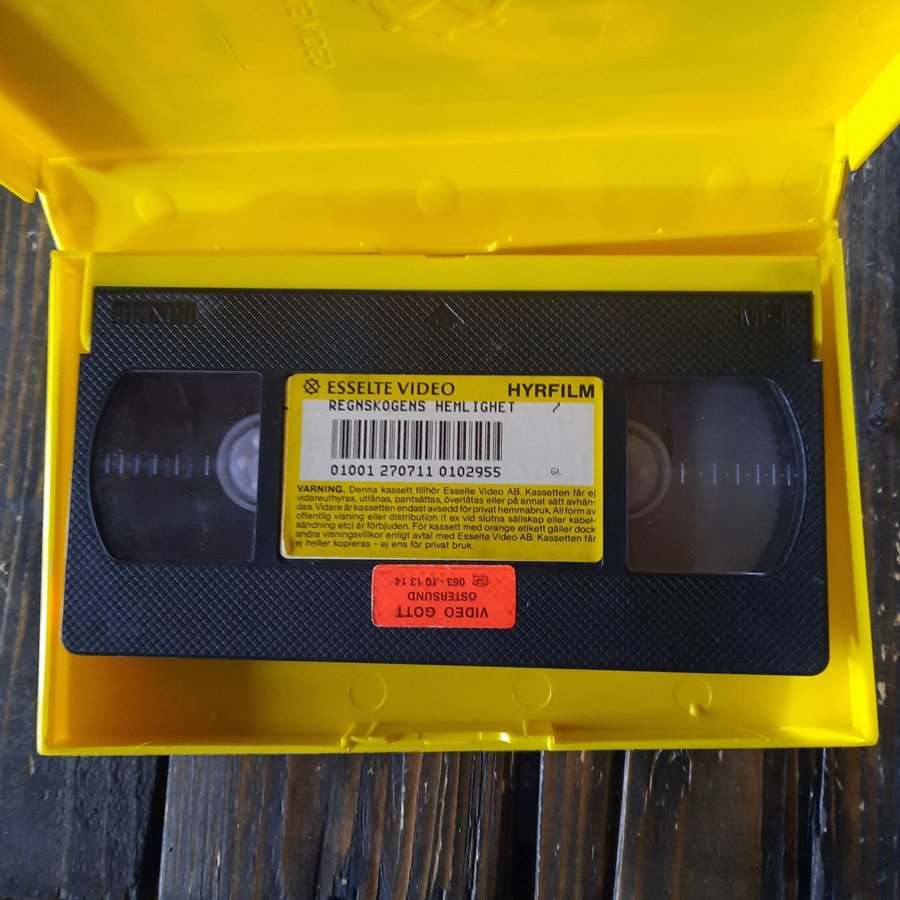 maxell
VHS
ESSELTE VIDEO HYRFILM
REGNSKOGENS HEMLIGHET /
01001 270711 0102955
GL
VARNING. Denna kassett tillhör Esselte Video AB. Kassetten får ej
vidareuthyras, utlånas, pantsättas, överlåtas eller på annat sätt avhän-
das. Vidare är kassetten endast avsedd för privat hemmabruk. All form av
offentlig visning eller distribution (t ex vid slutna sällskap eller kabel-
sändning etc) är förbjuden. För kassett med orange etikett gäller dock
andra visningsvillkor enligt avtal med Esselte Video AB. Kassetten får
ej heller kopieras – ej ens för privat bruk.
VIDEO GOTT
ÖSTERSUND
063 - 10 13 14